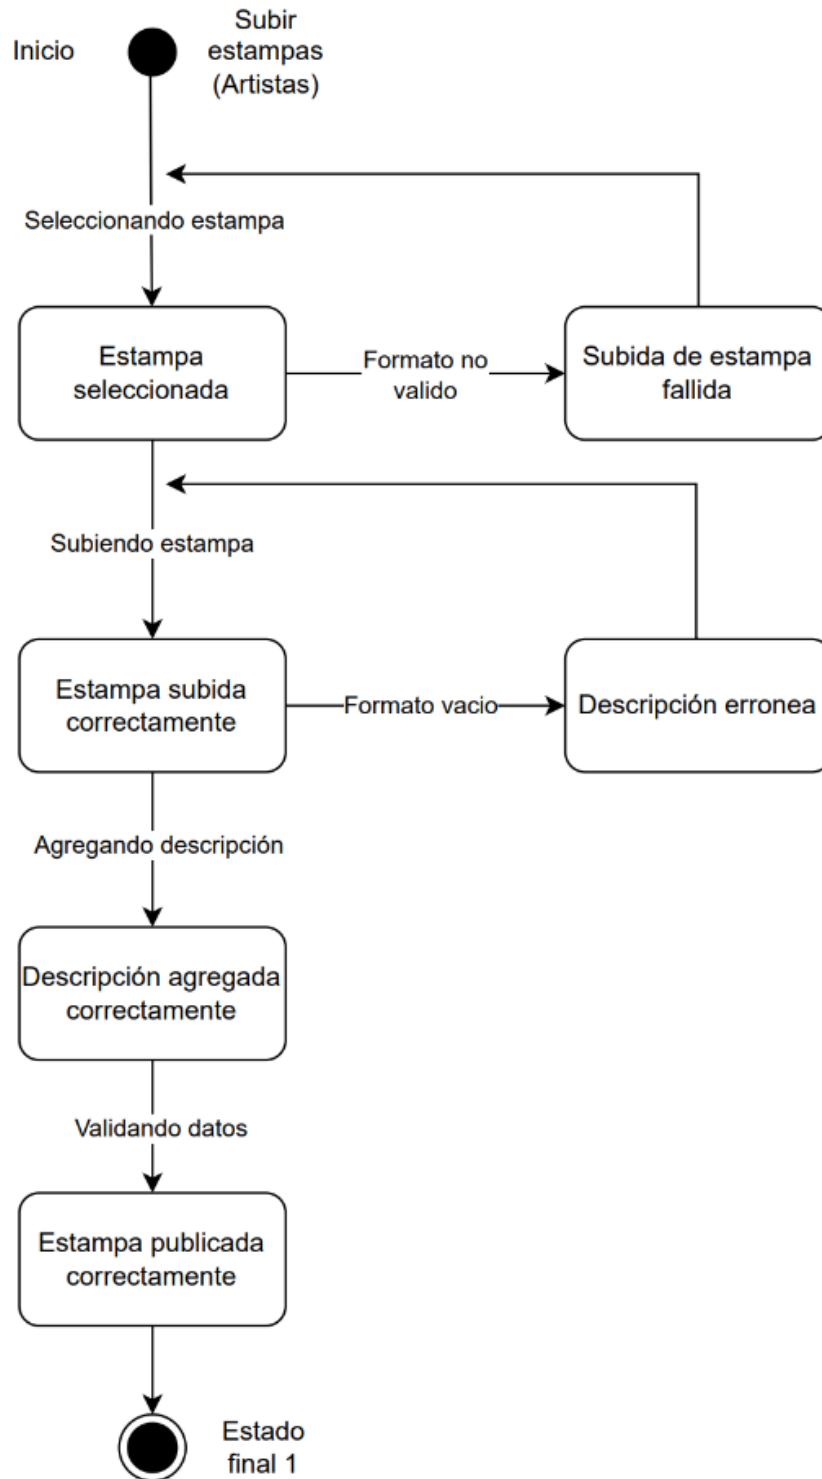 Inicio
Subir
estampas
(Artistas)
Seleccionando estampa
Estampa
seleccionada
Formato no
valido
Subida de estampa
fallida
Subiendo estampa
Estampa subida
correctamente
Formato vacio
Descripción erronea
Agregando descripción
Descripción agregada
correctamente
Validando datos
Estampa publicada
correctamente
Estado
final 1